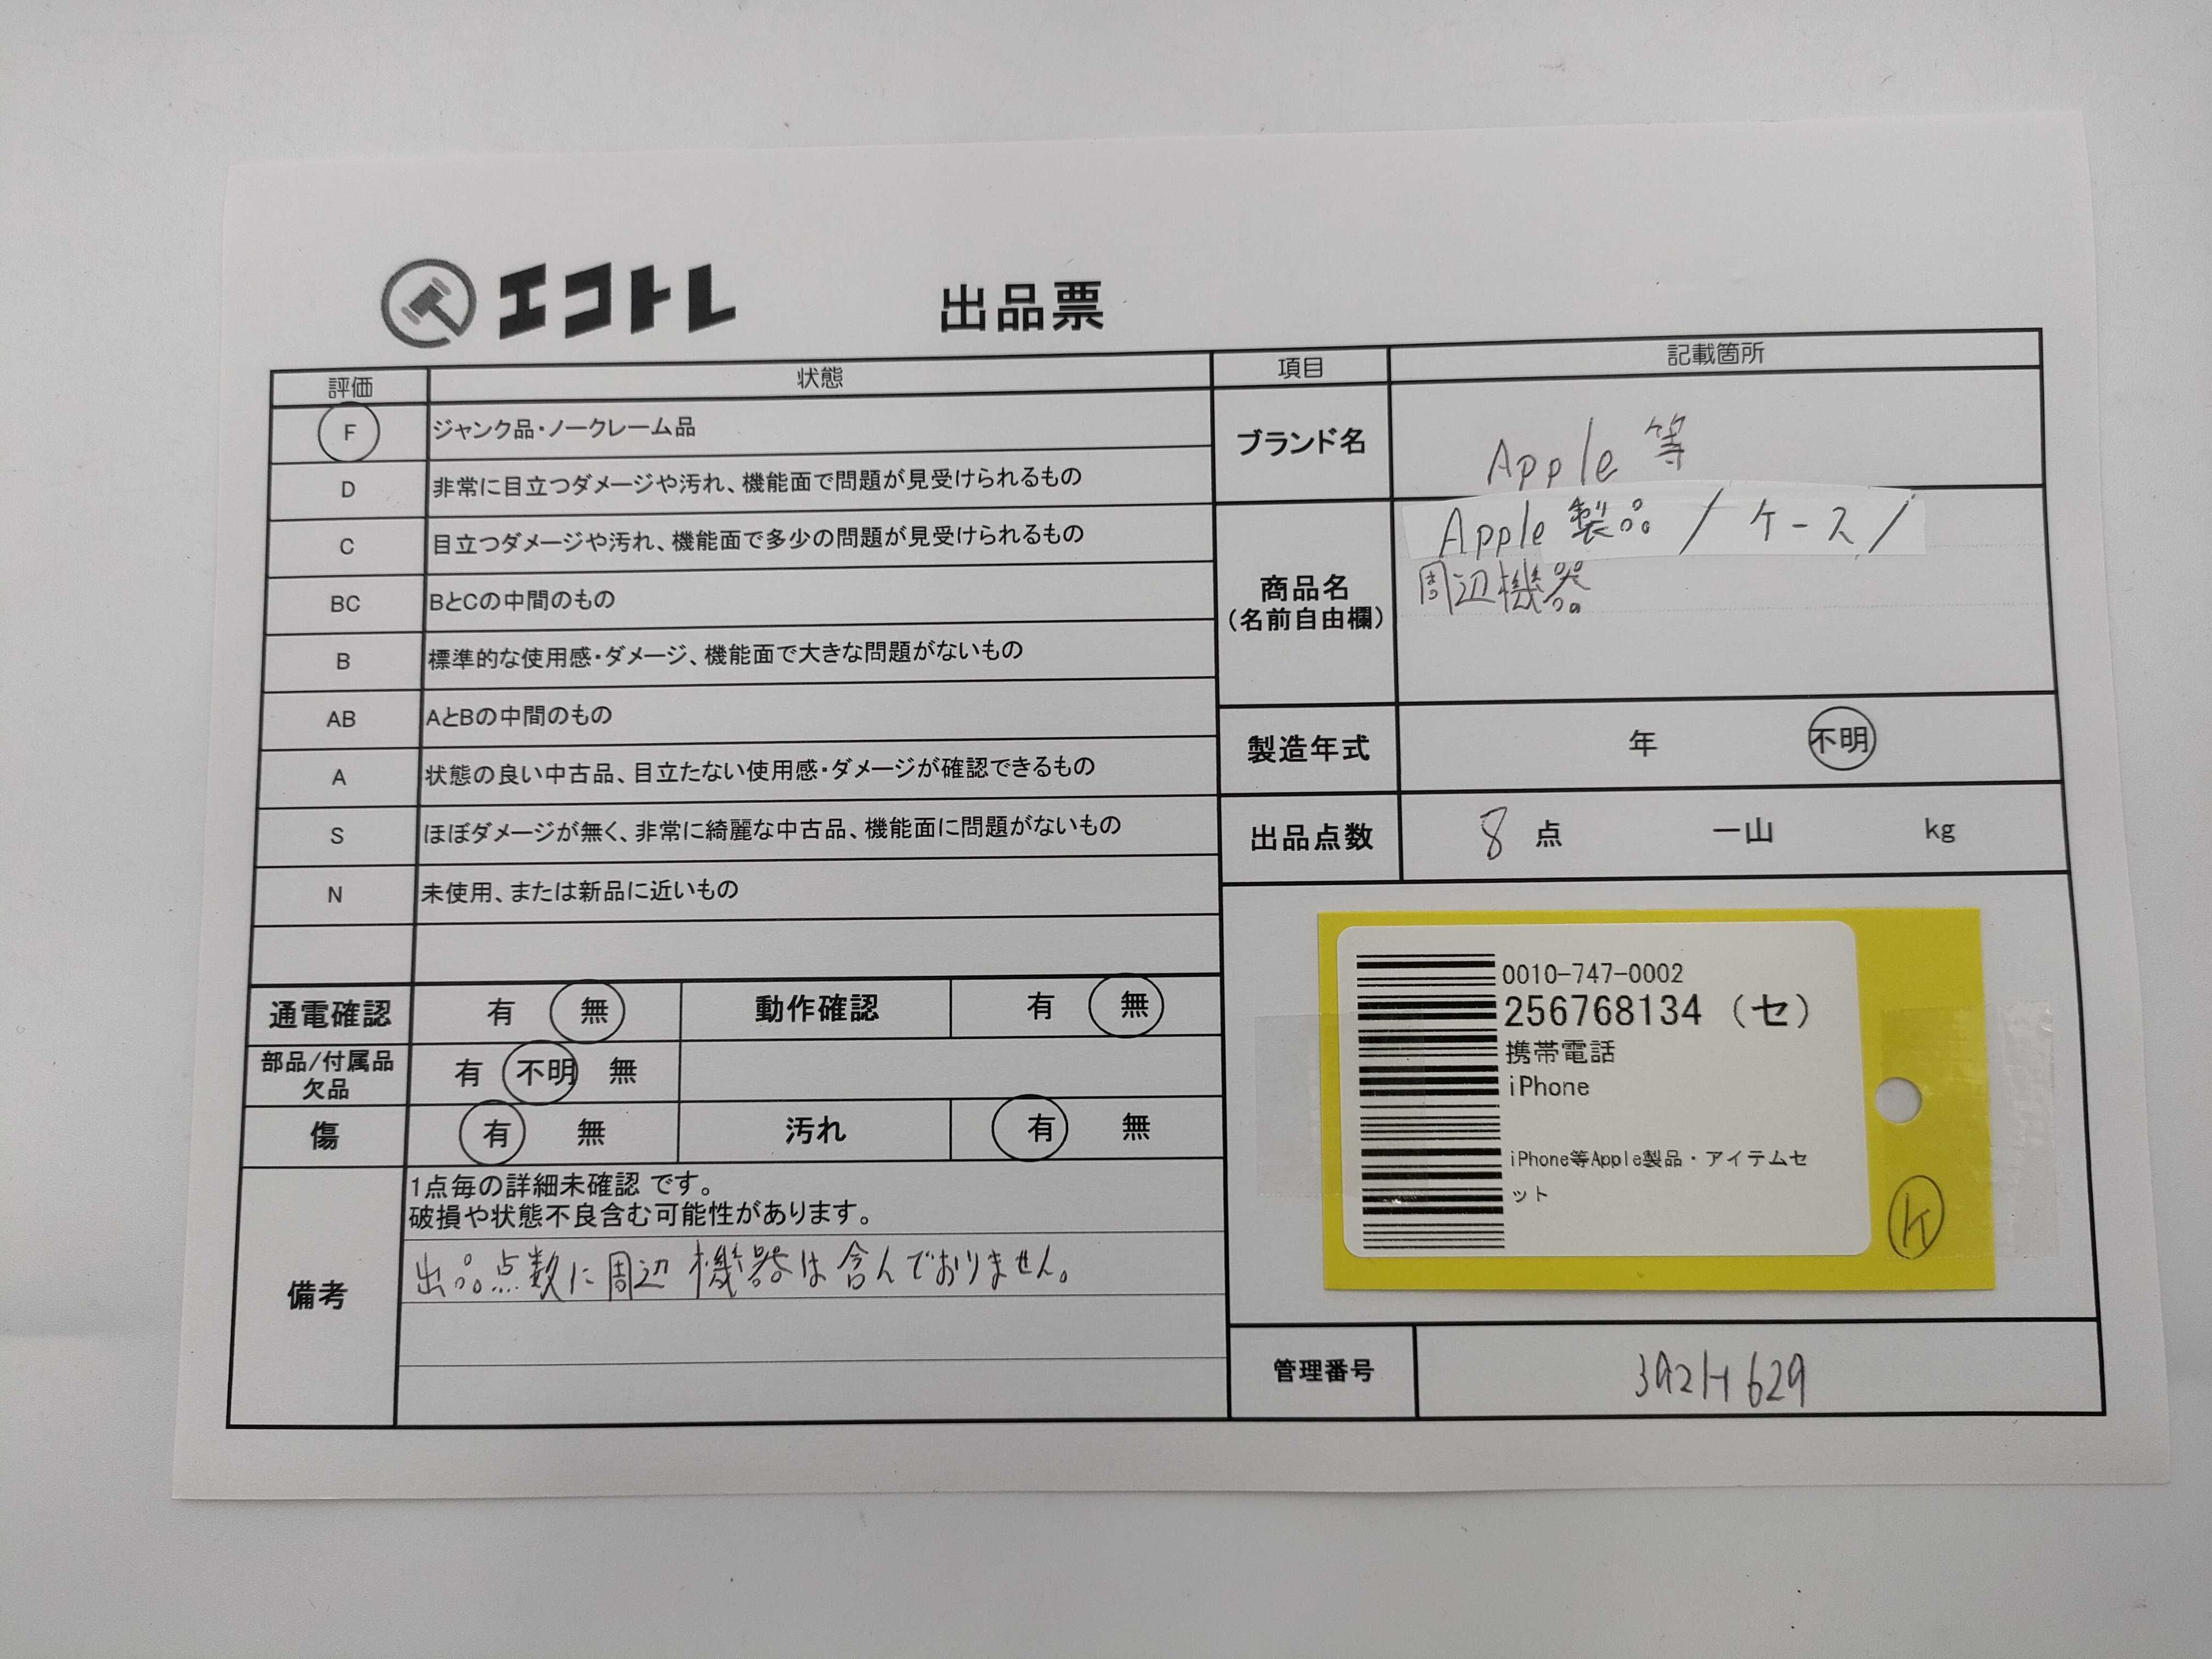 エコトレ
出品票
評価 状態
F ジャンク品・ノークレーム品
D 非常に目立つダメージや汚れ、機能面で問題が見受けられるもの
C 目立つダメージや汚れ、機能面で多少の問題が見受けられるもの
BC BとCの中間のもの
B 標準的な使用感・ダメージ、機能面で大きな問題がないもの
AB AとBの中間のもの
A 状態の良い中古品、目立たない使用感・ダメージが確認できるもの
S ほぼダメージが無く、非常に綺麗な中古品、機能面に問題がないもの
N 未使用、または新品に近いもの
通電確認 有 無 動作確認 有 無
部品/付属品
欠品
有 不明 無
傷 有 無 汚れ 有 無
備考
1点毎の詳細未確認 です。
破損や状態不良含む可能性があります。
出品点数に周辺機器は含んでおりません。
項目 記載箇所
ブランド名 Apple 等
商品名
(名前自由欄)
Apple製品/ケース/
周辺機器
製造年式 年 不明
出品点数 8 点 一山 kg
0010-747-0002
256768134 (セ)
携帯電話
iPhone
iPhone等Apple製品・アイテムセ
ット
管理番号 392H629